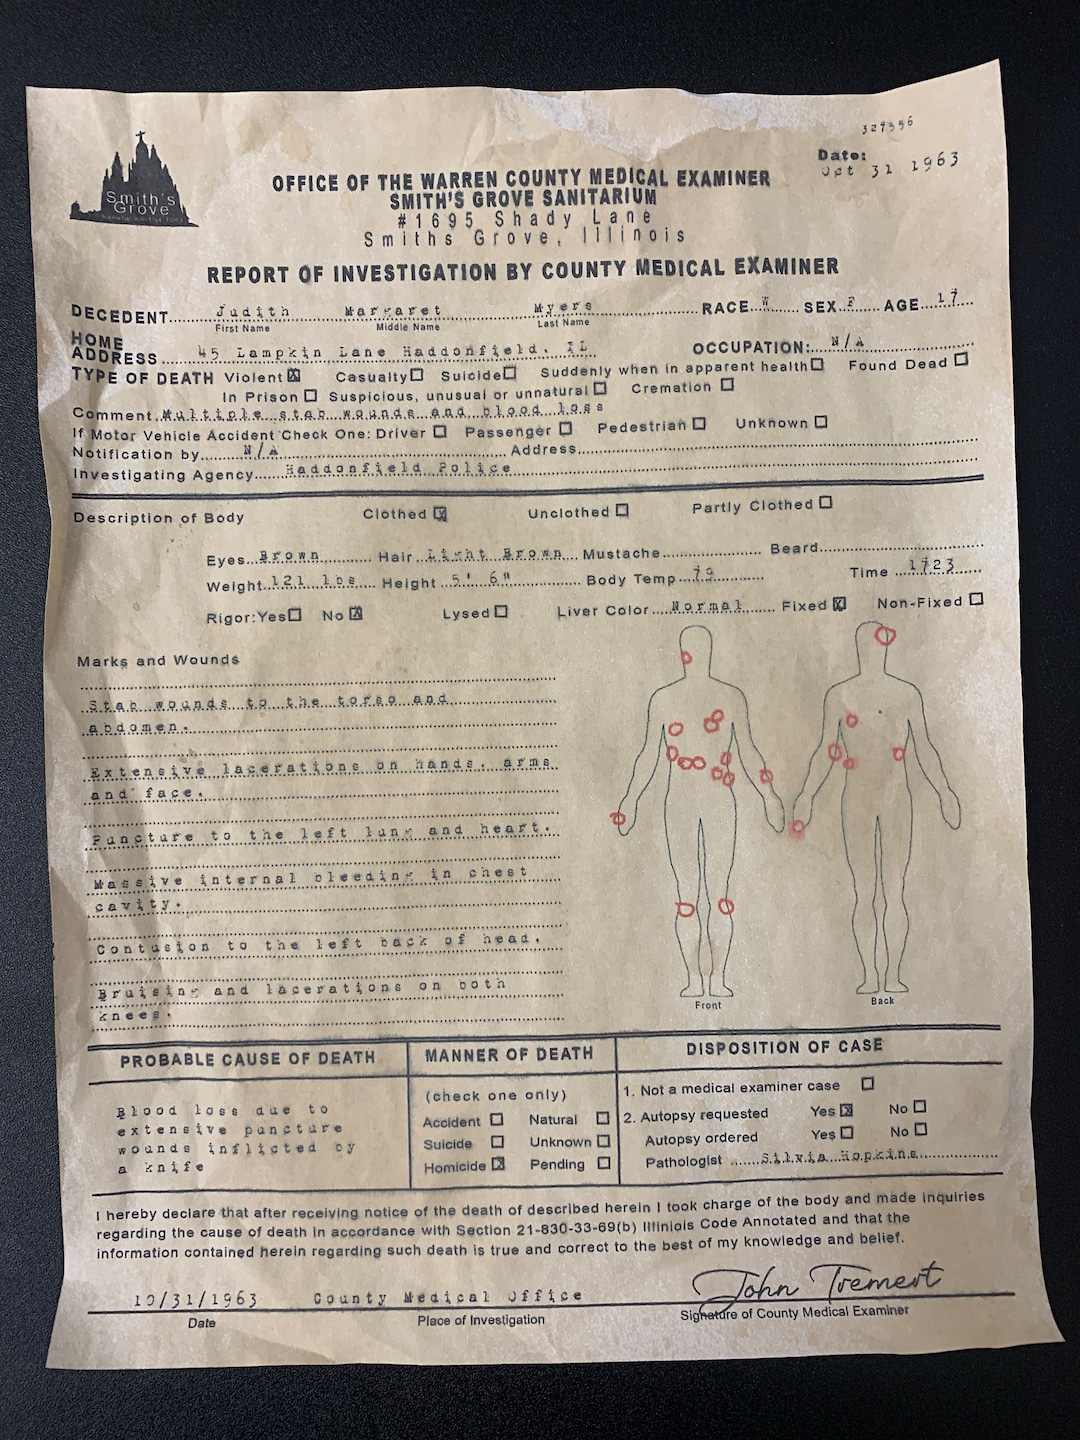 327556
Date:
Oct 31 1963
Smith's
Grove
OFFICE OF THE WARREN COUNTY MEDICAL EXAMINER
SMITH'S GROVE SANITARIUM
#1695 Shady Lane
Smiths Grove, Illinois
REPORT OF INVESTIGATION BY COUNTY MEDICAL EXAMINER
DECEDENT Judith Margaret Myers RACE W SEX F AGE 17
First Name Middle Name Last Name
HOME
ADDRESS 45 Lampkin Lane Haddonfield, IL OCCUPATION: N/A
TYPE OF DEATH Violent ☒ Casualty ☐ Suicide ☐ Suddenly when in apparent health ☐ Found Dead ☐
In Prison ☐ Suspicious, unusual or unnatural ☐ Cremation ☐
Comment Multiple stab wounds and blood loss
If Motor Vehicle Accident Check One: Driver ☐ Passenger ☐ Pedestrian ☐ Unknown ☐
Notification by N/A Address
Investigating Agency Haddonfield Police
Description of Body Clothed ☒ Unclothed ☐ Partly Clothed ☐
Eyes Brown Hair Light Brown Mustache Beard
Weight 121 lbs Height 5' 6" Body Temp 79 Time 1723
Rigor: Yes ☐ No ☒ Lysed ☐ Liver Color Normal Fixed ☒ Non-Fixed ☐
Marks and Wounds
Stab wounds to the torso and
abdomen.
Extensive lacerations on hands, arms
and face.
Puncture to the left lung and heart.
Massive internal bleeding in chest
cavity.
Contusion to the left back of head.
Bruising and lacerations on both
knees.
Front Back
PROBABLE CAUSE OF DEATH
Blood loss due to
extensive puncture
wounds inflicted by
a knife
MANNER OF DEATH
(check one only)
Accident ☐ Natural ☐
Suicide ☐ Unknown ☐
Homicide ☒ Pending ☐
DISPOSITION OF CASE
1. Not a medical examiner case ☐
2. Autopsy requested Yes ☒ No ☐
Autopsy ordered Yes ☐ No ☐
Pathologist Silvia Hopkins
I hereby declare that after receiving notice of the death of described herein I took charge of the body and made inquiries
regarding the cause of death in accordance with Section 21-830-33-69(b) Illiniois Code Annotated and that the
information contained herein regarding such death is true and correct to the best of my knowledge and belief.
10/31/1963 County Medical Office John Tremert
Date Place of Investigation Signature of County Medical Examiner